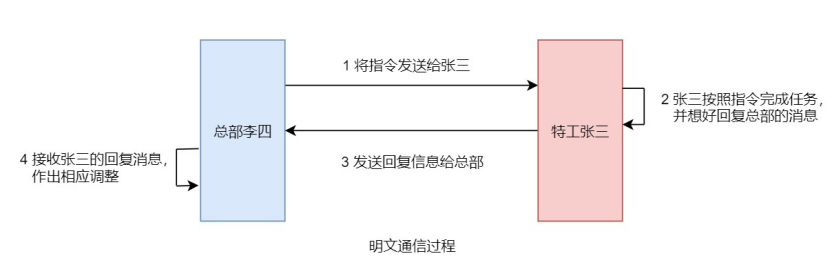 1 将指令发送给张三
2 张三按照指令完成任务，
并想好回复总部的消息
总部李四
特工张三
4 接收张三的回复消息，
作出相应调整
3 发送回复信息给总部
明文通信过程